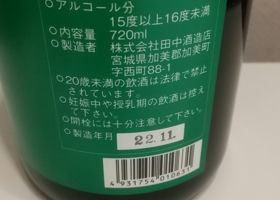 ○アルコール分
15度以上16度未満
○内容量 720ml
○製造者 株式会社田中酒造店
宮城県加美郡加美町
字西町88-1
○20歳未満の飲酒は法律で禁止
されています。
○妊娠中や授乳期の飲酒は控え
て下さい。
○開栓には十分注意して下さい。
○製造年月 22.11
4931754010631